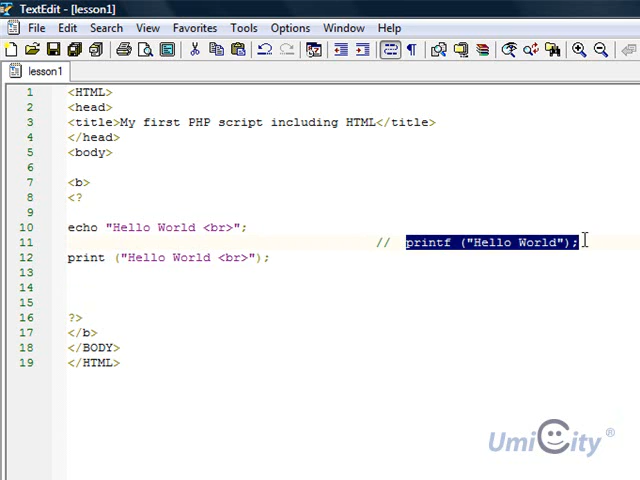 TextEdit - [lesson1]
File Edit Search View Favorites Tools Options Window Help
lesson1
1 <HTML>
2 <head>
3 <title>My first PHP script including HTML</title>
4 </head>
5 <body>
6
7 <b>
8 <?
9
10 echo "Hello World <br>";
11 // printf ("Hello World");
12 print ("Hello World <br>");
13
14
15
16 ?>
17 </b>
18 </BODY>
19 </HTML>
UmiCity ®